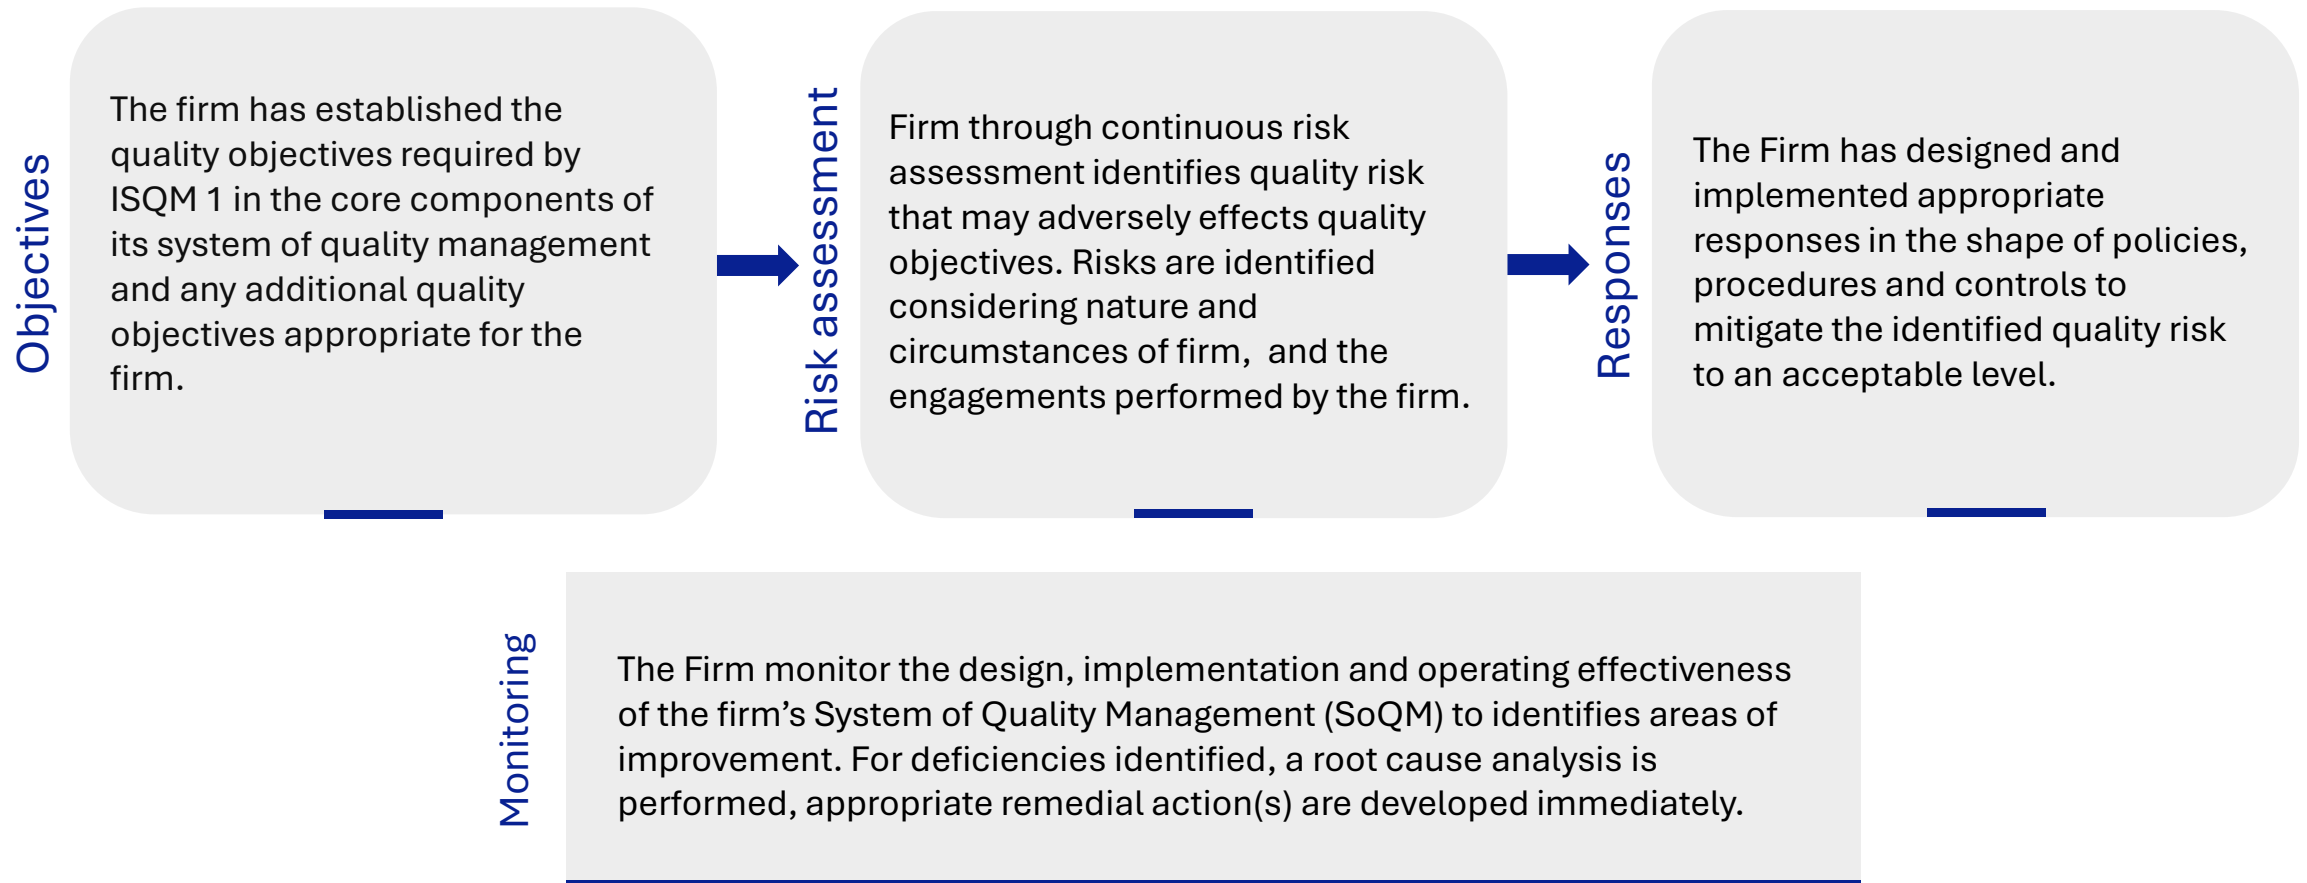 Objectives
The firm has established the
quality objectives required by
ISQM 1 in the core components of
its system of quality management
and any additional quality
objectives appropriate for the
firm.
Risk assessment
Firm through continuous risk
assessment identifies quality risk
that may adversely effects quality
objectives. Risks are identified
considering nature and
circumstances of firm,  and the
engagements performed by the firm.
Responses
The Firm has designed and
implemented appropriate
responses in the shape of policies,
procedures and controls to
mitigate the identified quality risk
to an acceptable level.
Monitoring
The Firm monitor the design, implementation and operating effectiveness
of the firm’s System of Quality Management (SoQM) to identifies areas of
improvement. For deficiencies identified, a root cause analysis is
performed, appropriate remedial action(s) are developed immediately.